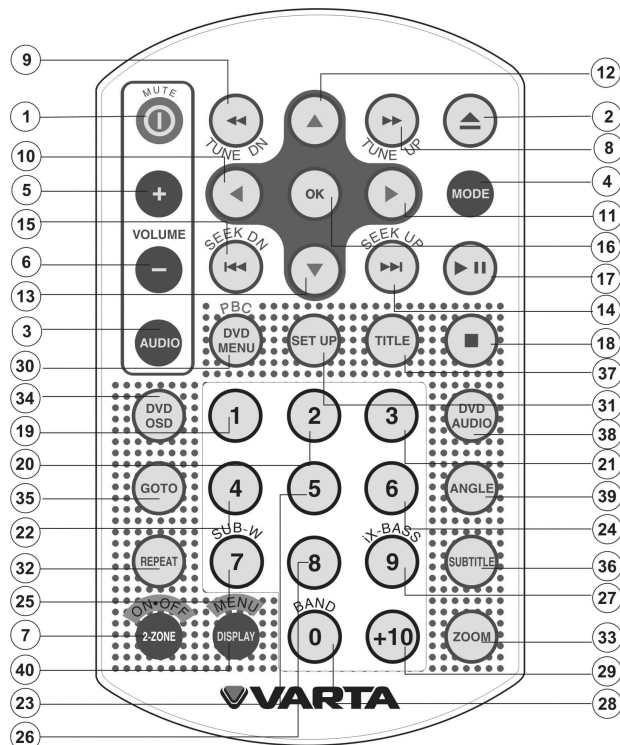 9
12
MUTE
1
2
TUNE DN
TUNE UP
8
10
4
5
+
OK
MODE
11
15
VOLUME
SEEK DN
SEEK UP
16
6
−
17
13
14
3
AUDIO
PBC
DVD MENU
SET UP
TITLE
18
30
37
34
DVD OSD
1
2
3
DVD AUDIO
31
19
38
20
21
35
GOTO
4
5
6
ANGLE
39
22
SUB-W
iX-BASS
24
32
REPEAT
7
8
9
SUBTITLE
36
25
27
ON•OFF
MENU
BAND
7
2-ZONE
DISPLAY
0
+10
ZOOM
33
40
29
23
VARTA
28
26